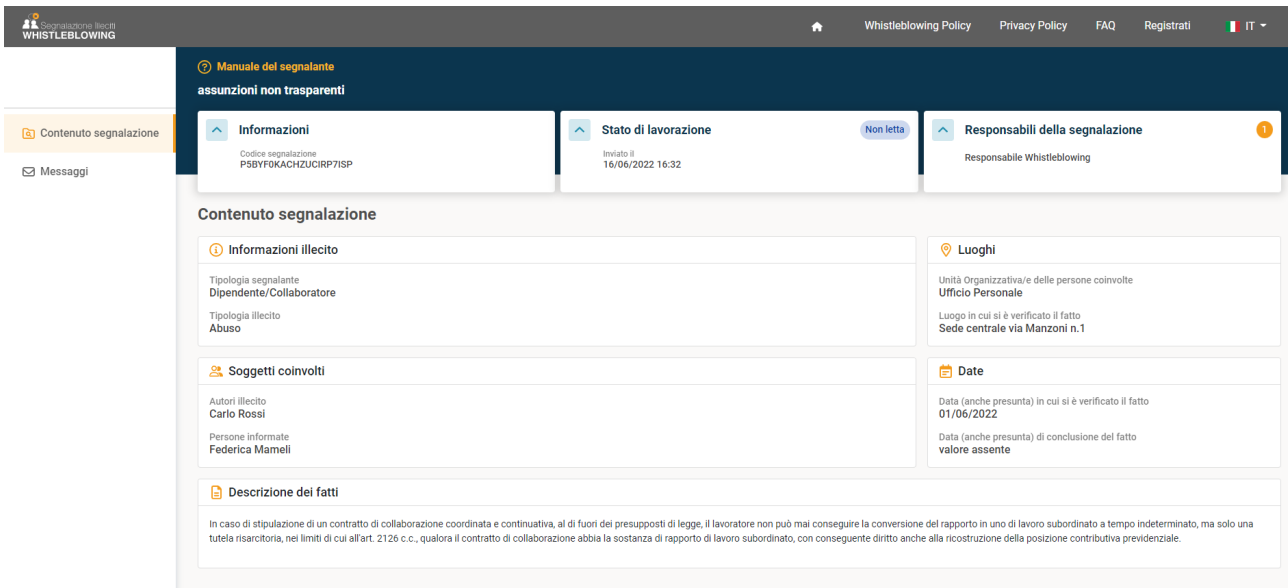 Segnalazione Illeciti
WHISTLEBLOWING
Whistleblowing Policy
Privacy Policy
FAQ
Registrati
IT
Manuale del segnalante
assunzioni non trasparenti
Contenuto segnalazione
Messaggi
Informazioni
Codice segnalazione
P5BYF0KACHZUCIRP7ISP
Stato di lavorazione
Non letta
Inviato il
16/06/2022 16:32
Responsabili della segnalazione
1
Responsabile Whistleblowing
Contenuto segnalazione
Informazioni illecito
Tipologia segnalante
Dipendente/Collaboratore
Tipologia illecito
Abuso
Luoghi
Unità Organizzativa/e delle persone coinvolte
Ufficio Personale
Luogo in cui si è verificato il fatto
Sede centrale via Manzoni n.1
Soggetti coinvolti
Autori illecito
Carlo Rossi
Persone informate
Federica Mameli
Date
Data (anche presunta) in cui si è verificato il fatto
01/06/2022
Data (anche presunta) di conclusione del fatto
valore assente
Descrizione dei fatti
In caso di stipulazione di un contratto di collaborazione coordinata e continuativa, al di fuori dei presupposti di legge, il lavoratore non può mai conseguire la conversione del rapporto in uno di lavoro subordinato a tempo indeterminato, ma solo una
tutela risarcitoria, nei limiti di cui all'art. 2126 c.c., qualora il contratto di collaborazione abbia la sostanza di rapporto di lavoro subordinato, con conseguente diritto anche alla ricostruzione della posizione contributiva previdenziale.